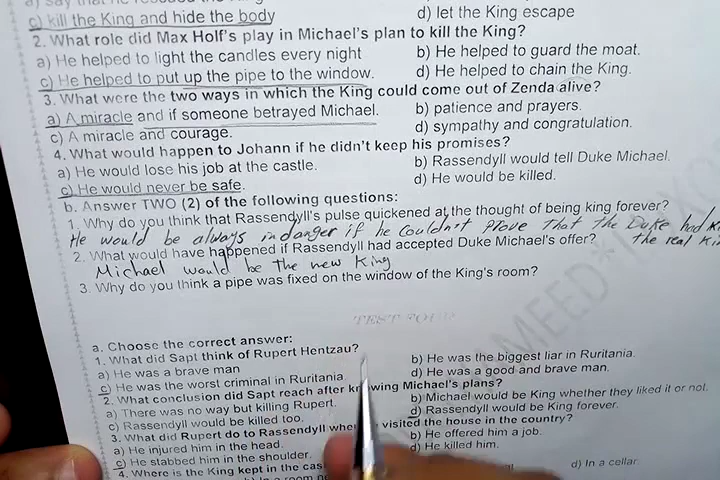 c) kill the King and hide the body d) let the King escape
2. What role did Max Holf's play in Michael's plan to kill the King?
a) He helped to light the candles every night b) He helped to guard the moat.
c) He helped to put up the pipe to the window. d) He helped to chain the King.
3. What were the two ways in which the King could come out of Zenda alive?
a) A miracle and if someone betrayed Michael. b) patience and prayers.
c) A miracle and courage. d) sympathy and congratulation.
4. What would happen to Johann if he didn't keep his promises?
a) He would lose his job at the castle. b) Rassendyll would tell Duke Michael.
c) He would never be safe. d) He would be killed.
b. Answer TWO (2) of the following questions:
1. Why do you think that Rassendyll's pulse quickened at the thought of being king forever?
He would be always in danger if he couldn't Prove That the Duke had
the real
2. What would have happened if Rassendyll had accepted Duke Michael's offer?
Michael would be The new King
3. Why do you think a pipe was fixed on the window of the King's room?
TEST FOUR
a. Choose the correct answer:
1. What did Sapt think of Rupert Hentzau?
a) He was a brave man b) He was the biggest liar in Ruritania.
c) He was the worst criminal in Ruritania d) He was a good and brave man.
2. What conclusion did Sapt reach after knowing Michael's plans?
a) There was no way but killing Rupert. b) Michael would be King whether they liked it or not.
c) Rassendyll would be killed too. d) Rassendyll would be King forever.
3. What did Rupert do to Rassendyll visited the house in the country?
a) He injured him in the head. b) He offered him a job.
c) He stabbed him in the shoulder. d) He killed him.
4. Where is the King kept in the
d) In a cellar